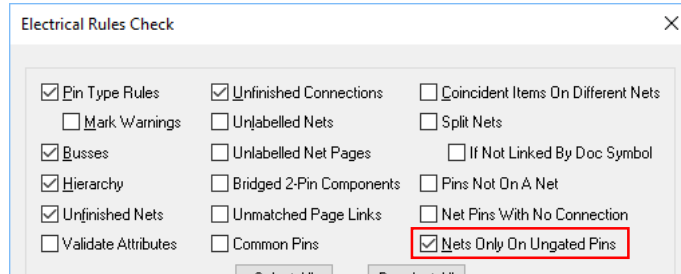 Electrical Rules Check
Pin Type Rules
Mark Warnings
Busses
Hierarchy
Unfinished Nets
Validate Attributes
Unfinished Connections
Unlabelled Nets
Unlabelled Net Pages
Bridged 2-Pin Components
Unmatched Page Links
Common Pins
Coincident Items On Different Nets
Split Nets
If Not Linked By Doc Symbol
Pins Not On A Net
Net Pins With No Connection
Nets Only On Ungated Pins